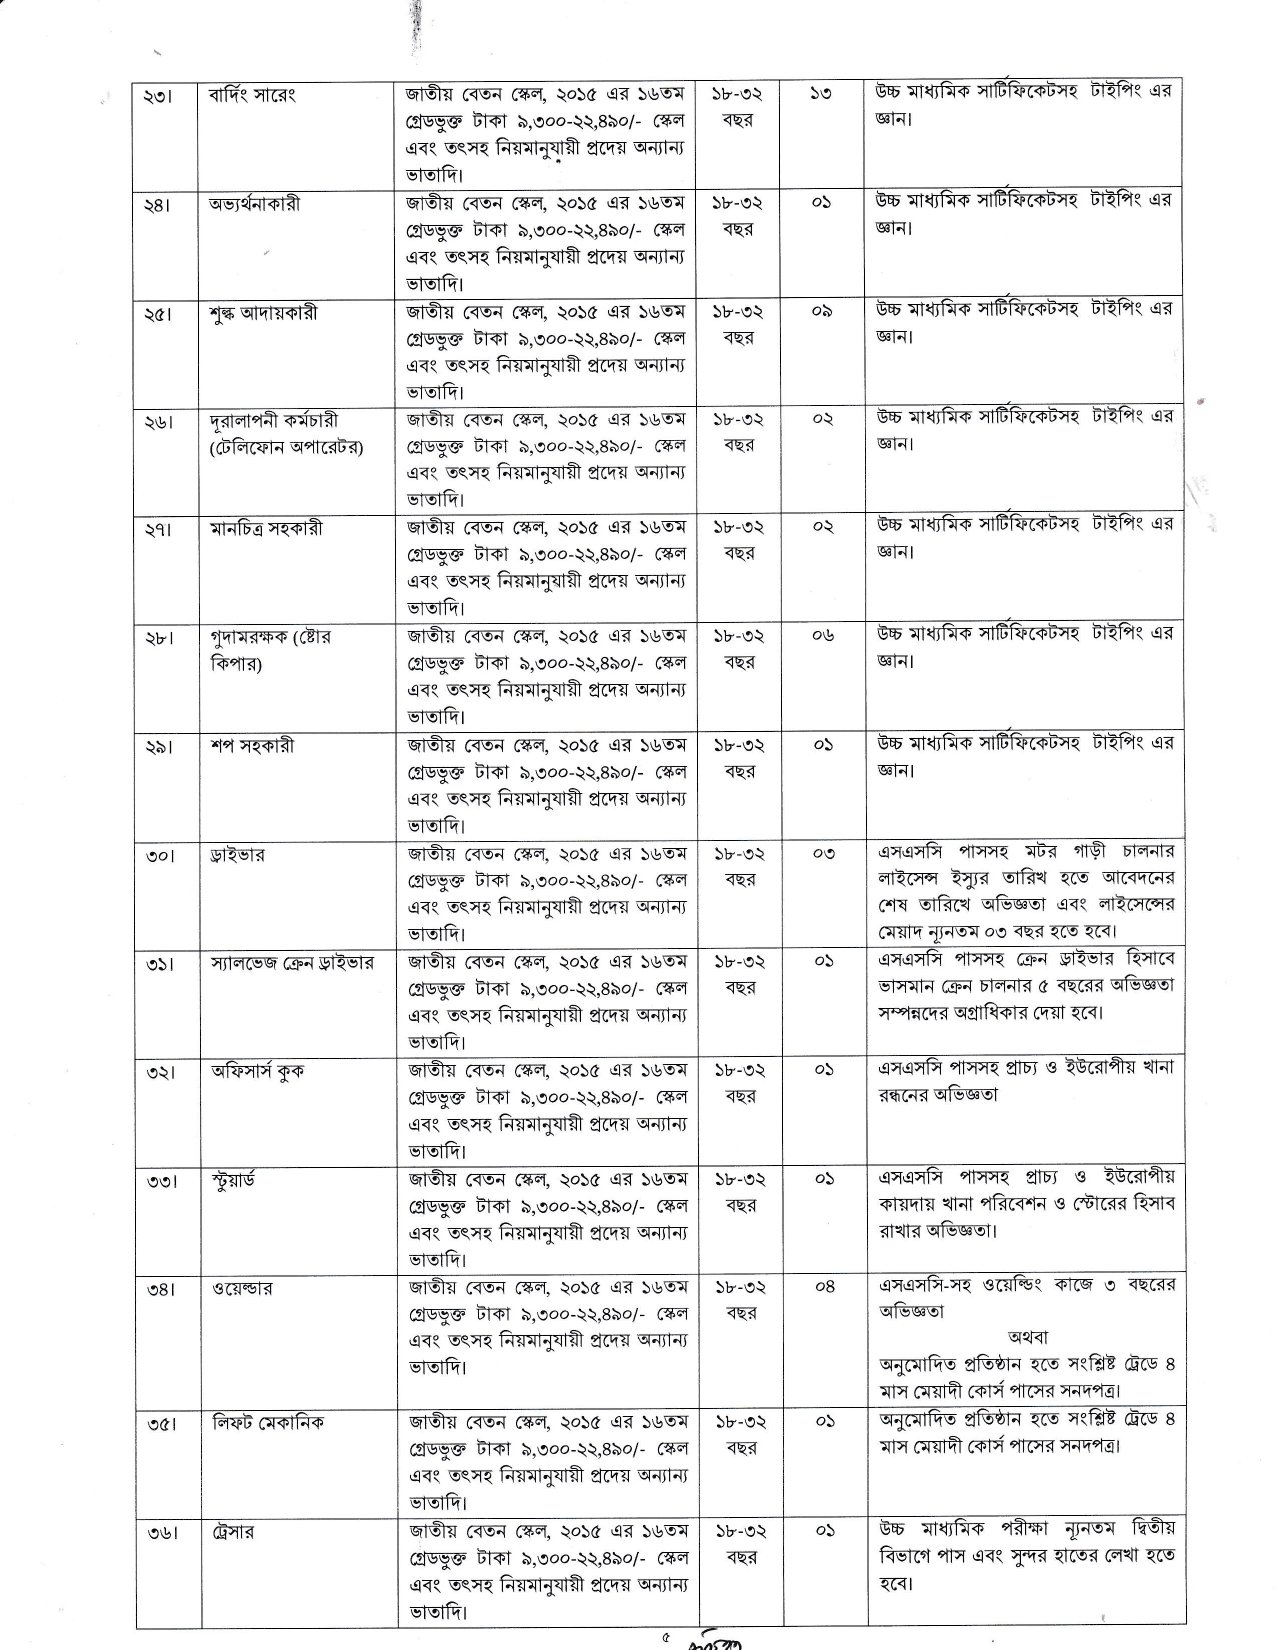 ২৩। বার্দিং সারেং জাতীয় বেতন স্কেল, ২০১৫ এর ১৬তম ১৮-৩২ ১৩ উচ্চ মাধ্যমিক সার্টিফিকেটসহ টাইপিং এর
গ্রেডভুক্ত টাকা ৯,৩০০-২২,৪৯০/- স্কেল বছর জ্ঞান।
এবং তৎসহ নিয়মানুযায়ী প্রদেয় অন্যান্য
ভাতাদি।
২৪। অভ্যর্থনাকারী জাতীয় বেতন স্কেল, ২০১৫ এর ১৬তম ১৮-৩২ ০১ উচ্চ মাধ্যমিক সার্টিফিকেটসহ টাইপিং এর
গ্রেডভুক্ত টাকা ৯,৩০০-২২,৪৯০/- স্কেল বছর জ্ঞান।
এবং তৎসহ নিয়মানুযায়ী প্রদেয় অন্যান্য
ভাতাদি।
২৫। শুল্ক আদায়কারী জাতীয় বেতন স্কেল, ২০১৫ এর ১৬তম ১৮-৩২ ০৯ উচ্চ মাধ্যমিক সার্টিফিকেটসহ টাইপিং এর
গ্রেডভুক্ত টাকা ৯,৩০০-২২,৪৯০/- স্কেল বছর জ্ঞান।
এবং তৎসহ নিয়মানুযায়ী প্রদেয় অন্যান্য
ভাতাদি।
২৬। দূরালাপনী কর্মচারী জাতীয় বেতন স্কেল, ২০১৫ এর ১৬তম ১৮-৩২ ০২ উচ্চ মাধ্যমিক সার্টিফিকেটসহ টাইপিং এর
(টেলিফোন অপারেটর) গ্রেডভুক্ত টাকা ৯,৩০০-২২,৪৯০/- স্কেল বছর জ্ঞান।
এবং তৎসহ নিয়মানুযায়ী প্রদেয় অন্যান্য
ভাতাদি।
২৭। মানচিত্র সহকারী জাতীয় বেতন স্কেল, ২০১৫ এর ১৬তম ১৮-৩২ ০২ উচ্চ মাধ্যমিক সার্টিফিকেটসহ টাইপিং এর
গ্রেডভুক্ত টাকা ৯,৩০০-২২,৪৯০/- স্কেল বছর জ্ঞান।
এবং তৎসহ নিয়মানুযায়ী প্রদেয় অন্যান্য
ভাতাদি।
২৮। গুদামরক্ষক (ষ্টোর জাতীয় বেতন স্কেল, ২০১৫ এর ১৬তম ১৮-৩২ ০৬ উচ্চ মাধ্যমিক সার্টিফিকেটসহ টাইপিং এর
কিপার) গ্রেডভুক্ত টাকা ৯,৩০০-২২,৪৯০/- স্কেল বছর জ্ঞান।
এবং তৎসহ নিয়মানুযায়ী প্রদেয় অন্যান্য
ভাতাদি।
২৯। শপ সহকারী জাতীয় বেতন স্কেল, ২০১৫ এর ১৬তম ১৮-৩২ ০১ উচ্চ মাধ্যমিক সার্টিফিকেটসহ টাইপিং এর
গ্রেডভুক্ত টাকা ৯,৩০০-২২,৪৯০/- স্কেল বছর জ্ঞান।
এবং তৎসহ নিয়মানুযায়ী প্রদেয় অন্যান্য
ভাতাদি।
৩০। ড্রাইভার জাতীয় বেতন স্কেল, ২০১৫ এর ১৬তম ১৮-৩২ ০৩ এসএসসি পাসসহ মটর গাড়ী চালনার
গ্রেডভুক্ত টাকা ৯,৩০০-২২,৪৯০/- স্কেল বছর লাইসেন্স ইস্যুর তারিখ হতে আবেদনের
এবং তৎসহ নিয়মানুযায়ী প্রদেয় অন্যান্য শেষ তারিখে অভিজ্ঞতা এবং লাইসেন্সের
ভাতাদি। মেয়াদ ন্যূনতম ০৩ বছর হতে হবে।
৩১। স্যালভেজ ক্রেন ড্রাইভার জাতীয় বেতন স্কেল, ২০১৫ এর ১৬তম ১৮-৩২ ০১ এসএসসি পাসসহ ক্রেন ড্রাইভার হিসাবে
গ্রেডভুক্ত টাকা ৯,৩০০-২২,৪৯০/- স্কেল বছর ভাসমান ক্রেন চালনার ৫ বছরের অভিজ্ঞতা
এবং তৎসহ নিয়মানুযায়ী প্রদেয় অন্যান্য সম্পন্নদের অগ্রাধিকার দেয়া হবে।
ভাতাদি।
৩২। অফিসার্স কুক জাতীয় বেতন স্কেল, ২০১৫ এর ১৬তম ১৮-৩২ ০১ এসএসসি পাসসহ প্রাচ্য ও ইউরোপীয় খানা
গ্রেডভুক্ত টাকা ৯,৩০০-২২,৪৯০/- স্কেল বছর রন্ধনের অভিজ্ঞতা
এবং তৎসহ নিয়মানুযায়ী প্রদেয় অন্যান্য
ভাতাদি।
৩৩। স্টুয়ার্ড জাতীয় বেতন স্কেল, ২০১৫ এর ১৬তম ১৮-৩২ ০১ এসএসসি পাসসহ প্রাচ্য ও ইউরোপীয়
গ্রেডভুক্ত টাকা ৯,৩০০-২২,৪৯০/- স্কেল বছর কায়দায় খানা পরিবেশন ও স্টোরের হিসাব
এবং তৎসহ নিয়মানুযায়ী প্রদেয় অন্যান্য রাখার অভিজ্ঞতা।
ভাতাদি।
৩৪। ওয়েল্ডার জাতীয় বেতন স্কেল, ২০১৫ এর ১৬তম ১৮-৩২ ০৪ এসএসসি-সহ ওয়েল্ডিং কাজে ৩ বছরের
গ্রেডভুক্ত টাকা ৯,৩০০-২২,৪৯০/- স্কেল বছর অভিজ্ঞতা
এবং তৎসহ নিয়মানুযায়ী প্রদেয় অন্যান্য অথবা
ভাতাদি। অনুমোদিত প্রতিষ্ঠান হতে সংশ্লিষ্ট ট্রেডে ৪
মাস মেয়াদী কোর্স পাসের সনদপত্র।
৩৫। লিফট মেকানিক জাতীয় বেতন স্কেল, ২০১৫ এর ১৬তম ১৮-৩২ ০১ অনুমোদিত প্রতিষ্ঠান হতে সংশ্লিষ্ট ট্রেডে ৪
গ্রেডভুক্ত টাকা ৯,৩০০-২২,৪৯০/- স্কেল বছর মাস মেয়াদী কোর্স পাসের সনদপত্র।
এবং তৎসহ নিয়মানুযায়ী প্রদেয় অন্যান্য
ভাতাদি।
৩৬। ট্রেসার জাতীয় বেতন স্কেল, ২০১৫ এর ১৬তম ১৮-৩২ ০১ উচ্চ মাধ্যমিক পরীক্ষা ন্যূনতম দ্বিতীয়
গ্রেডভুক্ত টাকা ৯,৩০০-২২,৪৯০/- স্কেল বছর বিভাগে পাস এবং সুন্দর হাতের লেখা হতে
এবং তৎসহ নিয়মানুযায়ী প্রদেয় অন্যান্য হবে।
ভাতাদি।
৫